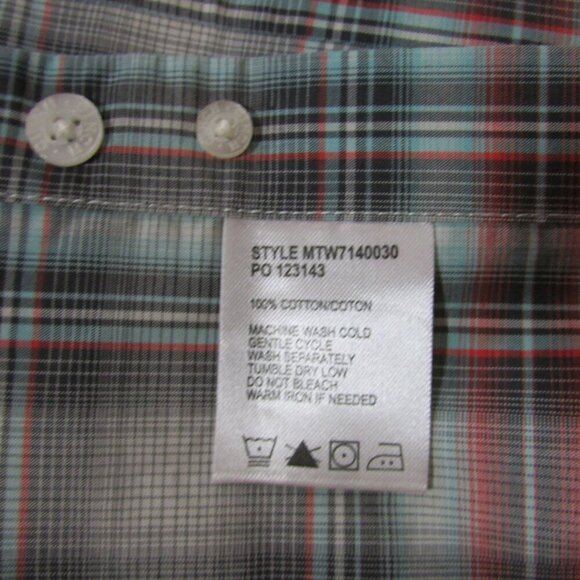 STYLE MTW7140030
PO 123143
100% COTTON/COTON
MACHINE WASH COLD
GENTLE CYCLE
WASH SEPARATELY
TUMBLE DRY LOW
DO NOT BLEACH
WARM IRON IF NEEDED